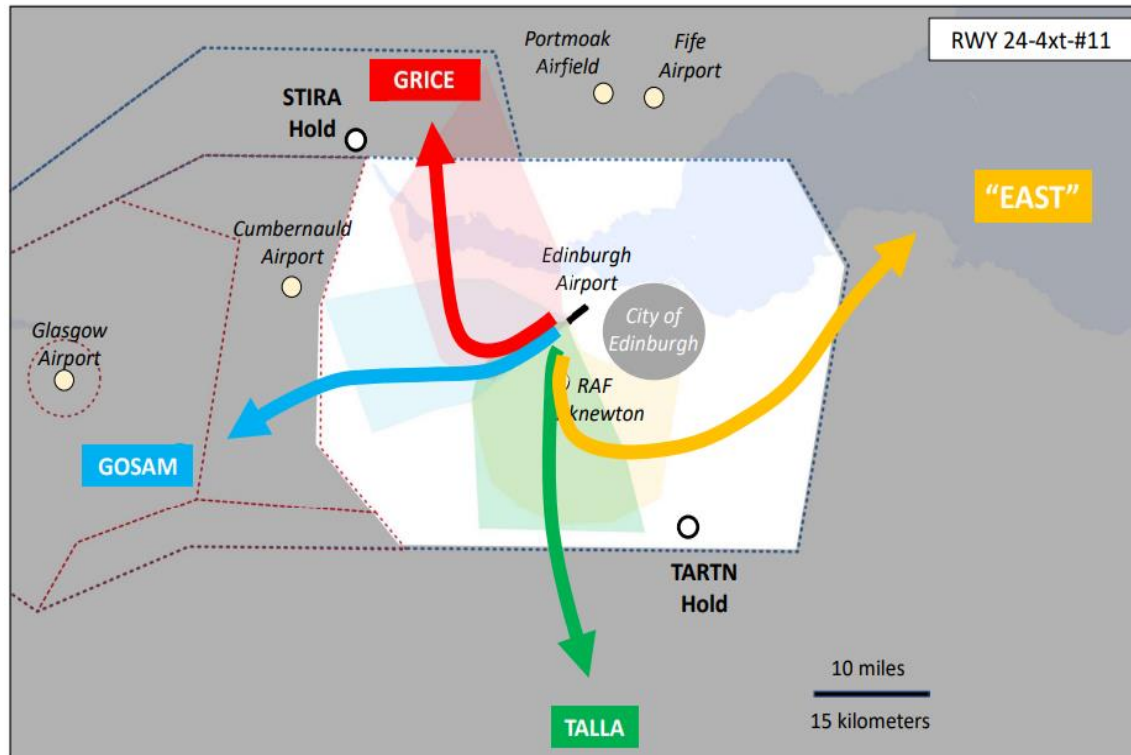 RWY 24-4xt-#11
Portmoak
Airfield
Fife
Airport
GRICE
STIRA
Hold
"EAST"
Cumbernauld
Airport
Edinburgh
Airport
City of
Edinburgh
Glasgow
Airport
RAF
knewton
GOSAM
TARTN
Hold
10 miles
15 kilometers
TALLA